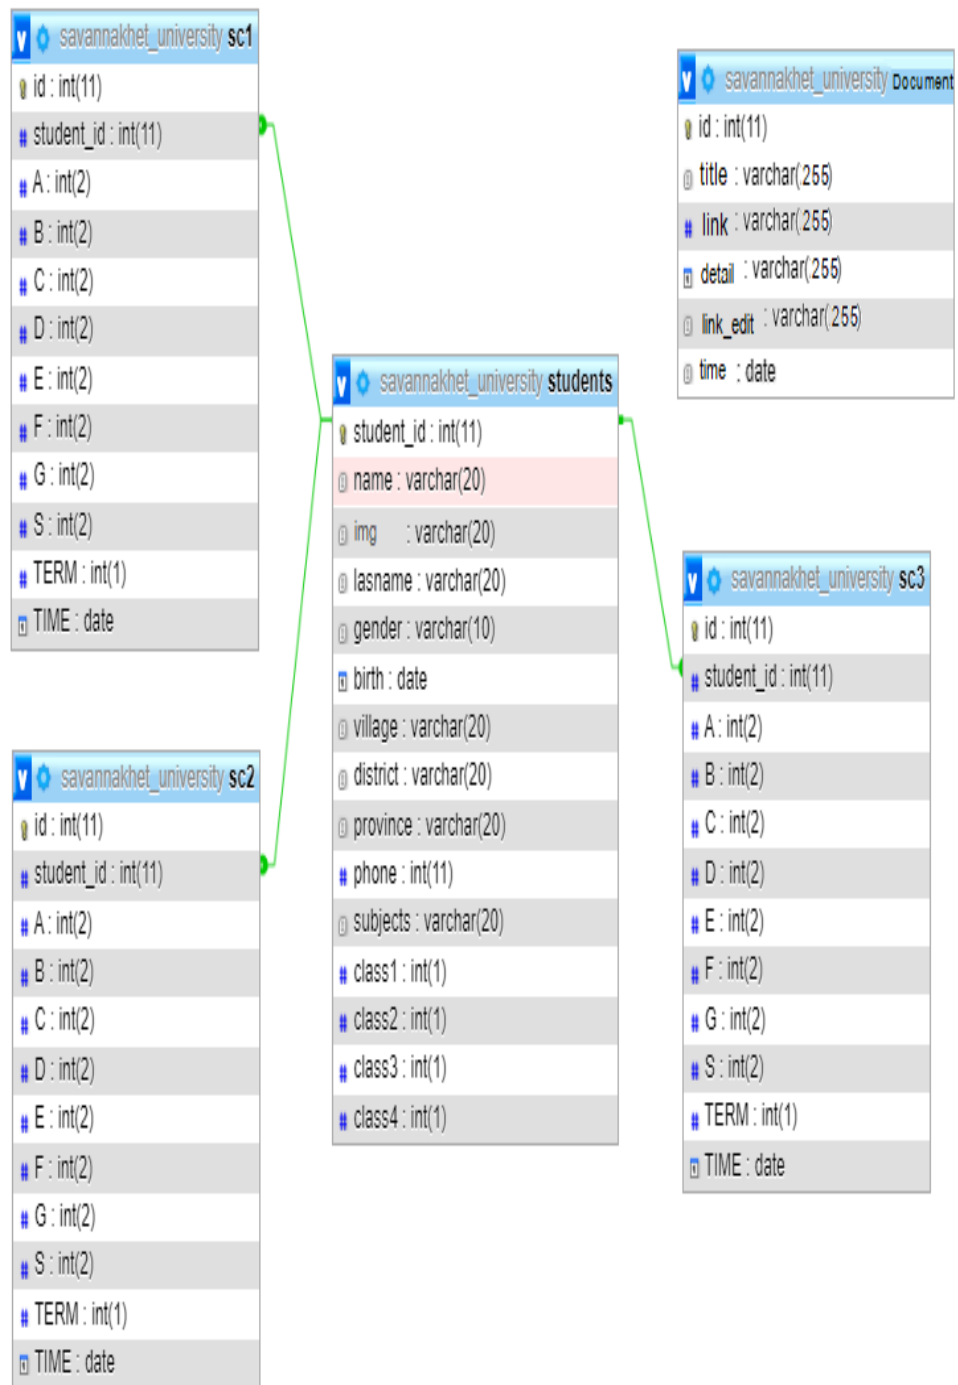 savannakhet_university sc1
id : int(11)
student_id : int(11)
A : int(2)
B : int(2)
C : int(2)
D : int(2)
E : int(2)
F : int(2)
G : int(2)
S : int(2)
TERM : int(1)
TIME : date
savannakhet_university Document
id : int(11)
title : varchar(255)
link : varchar(255)
detail : varchar(255)
link_edit : varchar(255)
time : date
savannakhet_university students
student_id : int(11)
name : varchar(20)
img : varchar(20)
lasname : varchar(20)
gender : varchar(10)
birth : date
village : varchar(20)
district : varchar(20)
province : varchar(20)
phone : int(11)
subjects : varchar(20)
class1 : int(1)
class2 : int(1)
class3 : int(1)
class4 : int(1)
savannakhet_university sc2
id : int(11)
student_id : int(11)
A : int(2)
B : int(2)
C : int(2)
D : int(2)
E : int(2)
F : int(2)
G : int(2)
S : int(2)
TERM : int(1)
TIME : date
savannakhet_university sc3
id : int(11)
student_id : int(11)
A : int(2)
B : int(2)
C : int(2)
D : int(2)
E : int(2)
F : int(2)
G : int(2)
S : int(2)
TERM : int(1)
TIME : date